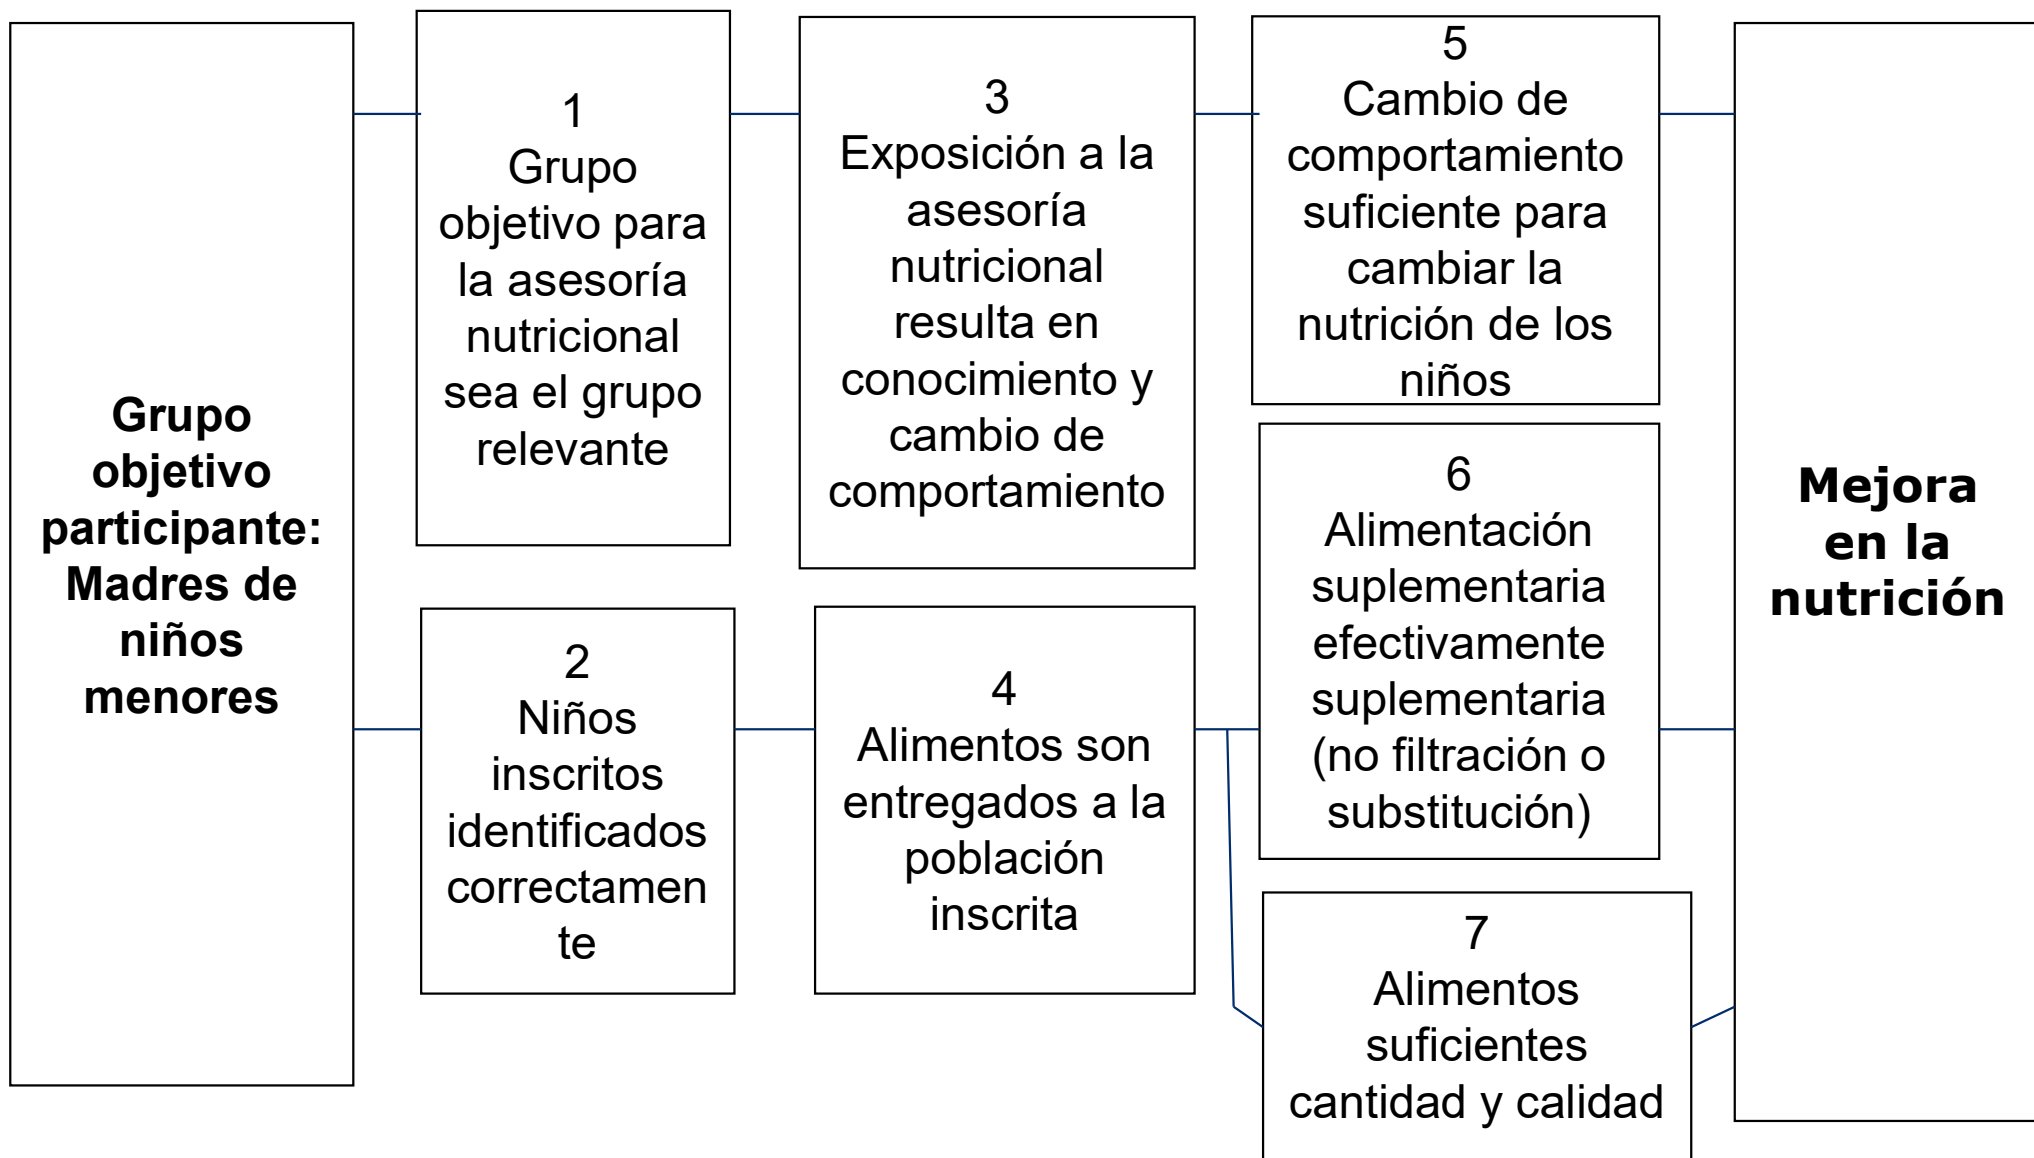 Grupo
objetivo
participante:
Madres de
niños
menores
1
Grupo
objetivo para
la asesoría
nutricional
sea el grupo
relevante
2
Niños
inscritos
identificados
correctamen
te
3
Exposición a la
asesoría
nutricional
resulta en
conocimiento y
cambio de
comportamiento
4
Alimentos son
entregados a la
población
inscrita
5
Cambio de
comportamiento
suficiente para
cambiar la
nutrición de los
niños
6
Alimentación
suplementaria
efectivamente
suplementaria
(no filtración o
substitución)
7
Alimentos
suficientes
cantidad y calidad
Mejora
en la
nutrición